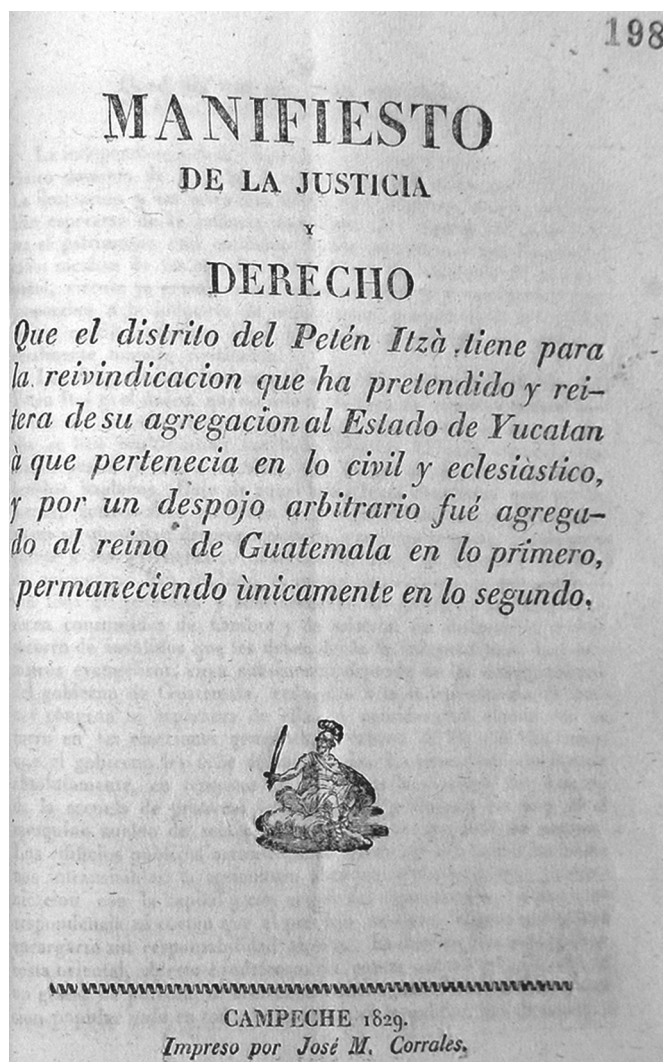 198
MANIFIESTO
DE LA JUSTICIA
Y
DERECHO
Que el distrito del Petén Itzà tiene para
la reivindicacion que ha pretendido y rei-
tera de su agregacion al Estado de Yucatan
à que pertenecia en lo civil y eclesiàstico,
y por un despojo arbitrario fué agrega-
do al reino de Guatemala en lo primero,
permaneciendo ùnicamente en lo segundo.
CAMPECHE 1829.
Impreso por José M. Corrales.